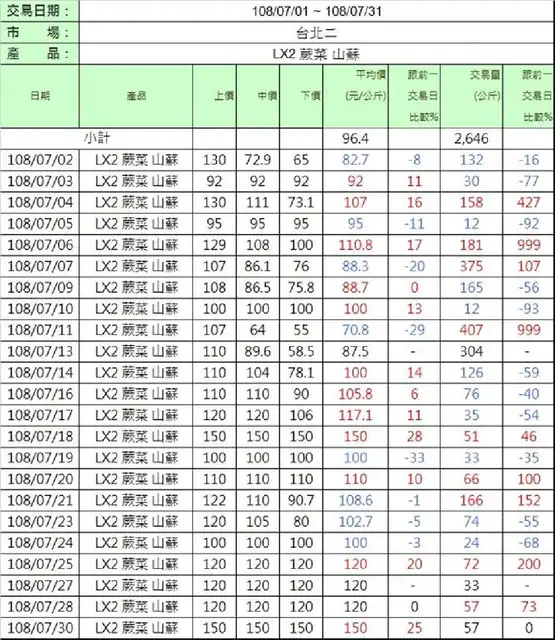 交易日期： 108/07/01 ~ 108/07/31
市 場： 台北二
產 品： LX2 蕨菜 山蘇
日期 產品 上價 中價 下價 平均價 (元/公斤) 跟前一交易日比較% 交易量 (公斤) 跟前一交易日比較%
小計 96.4 2,646
108/07/02 LX2 蕨菜 山蘇 130 72.9 65 82.7 -8 132 -16
108/07/03 LX2 蕨菜 山蘇 92 92 92 92 11 30 -77
108/07/04 LX2 蕨菜 山蘇 130 111 73.1 107 16 158 427
108/07/05 LX2 蕨菜 山蘇 95 95 95 95 -11 12 -92
108/07/06 LX2 蕨菜 山蘇 129 108 100 110.8 17 181 999
108/07/07 LX2 蕨菜 山蘇 107 86.1 76 88.3 -20 375 107
108/07/09 LX2 蕨菜 山蘇 108 86.5 75.8 88.7 0 165 -56
108/07/10 LX2 蕨菜 山蘇 100 100 100 100 13 12 -93
108/07/11 LX2 蕨菜 山蘇 107 64 55 70.8 -29 407 999
108/07/13 LX2 蕨菜 山蘇 110 89.6 58.5 87.5 - 304 -
108/07/14 LX2 蕨菜 山蘇 110 104 78.1 100 14 126 -59
108/07/16 LX2 蕨菜 山蘇 110 110 90 105.8 6 76 -40
108/07/17 LX2 蕨菜 山蘇 120 120 106 117.1 11 35 -54
108/07/18 LX2 蕨菜 山蘇 150 150 150 150 28 51 46
108/07/19 LX2 蕨菜 山蘇 100 100 100 100 -33 33 -35
108/07/20 LX2 蕨菜 山蘇 110 110 110 110 10 66 100
108/07/21 LX2 蕨菜 山蘇 122 110 90.7 108.6 -1 166 152
108/07/23 LX2 蕨菜 山蘇 120 105 80 102.7 -5 74 -55
108/07/24 LX2 蕨菜 山蘇 100 100 100 100 -3 24 -68
108/07/25 LX2 蕨菜 山蘇 120 120 120 120 20 72 200
108/07/27 LX2 蕨菜 山蘇 120 120 120 120 - 33 -
108/07/28 LX2 蕨菜 山蘇 120 120 120 120 0 57 73
108/07/30 LX2 蕨菜 山蘇 150 150 150 150 25 57 0